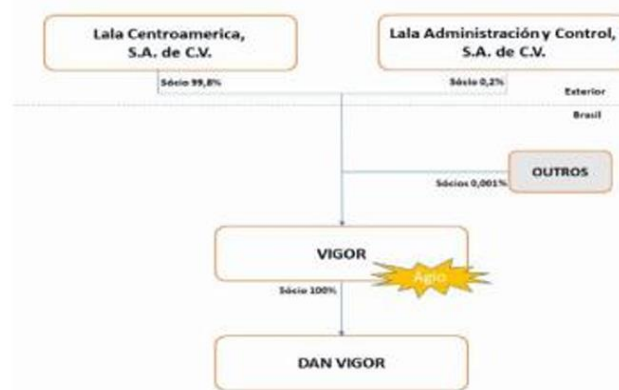 Lala Centroamerica,
S.A. de C.V.
Lala Administración y Control,
S.A. de C.V.
Sócio 99,8%
Sócio 0,2%
Exterior
Brasil
OUTROS
Sócios 0,001%
VIGOR
Ágio
Sócio 100%
DAN VIGOR